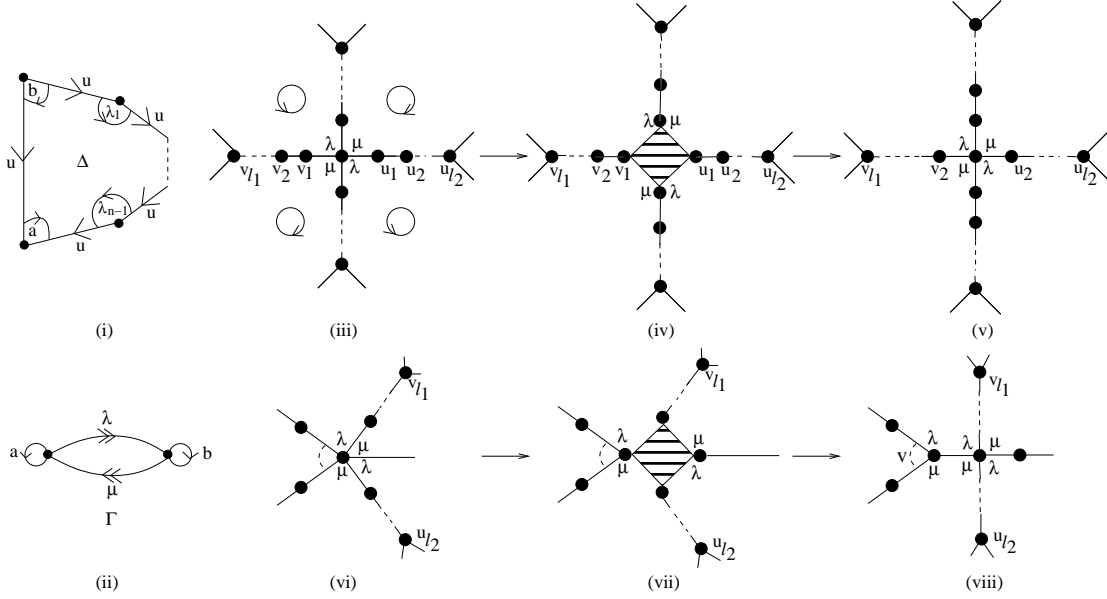 b u
λ1
u
u
Δ
λn−1
u
a
u
(i)
λ μ
μ λ
vl1 v2 v1 u1 u2 ul2
(iii)
λ μ
μ λ
vl1 v2 v1 u1 u2 ul2
(iv)
λ μ
μ λ
vl1 v2 u2 ul2
(v)
λ
a b
μ
Γ
(ii)
vl1
λ μ
μ λ
ul2
(vi)
vl1
λ μ
μ λ
ul2
(vii)
vl1
λ λ μ
v
μ μ λ
ul2
(viii)